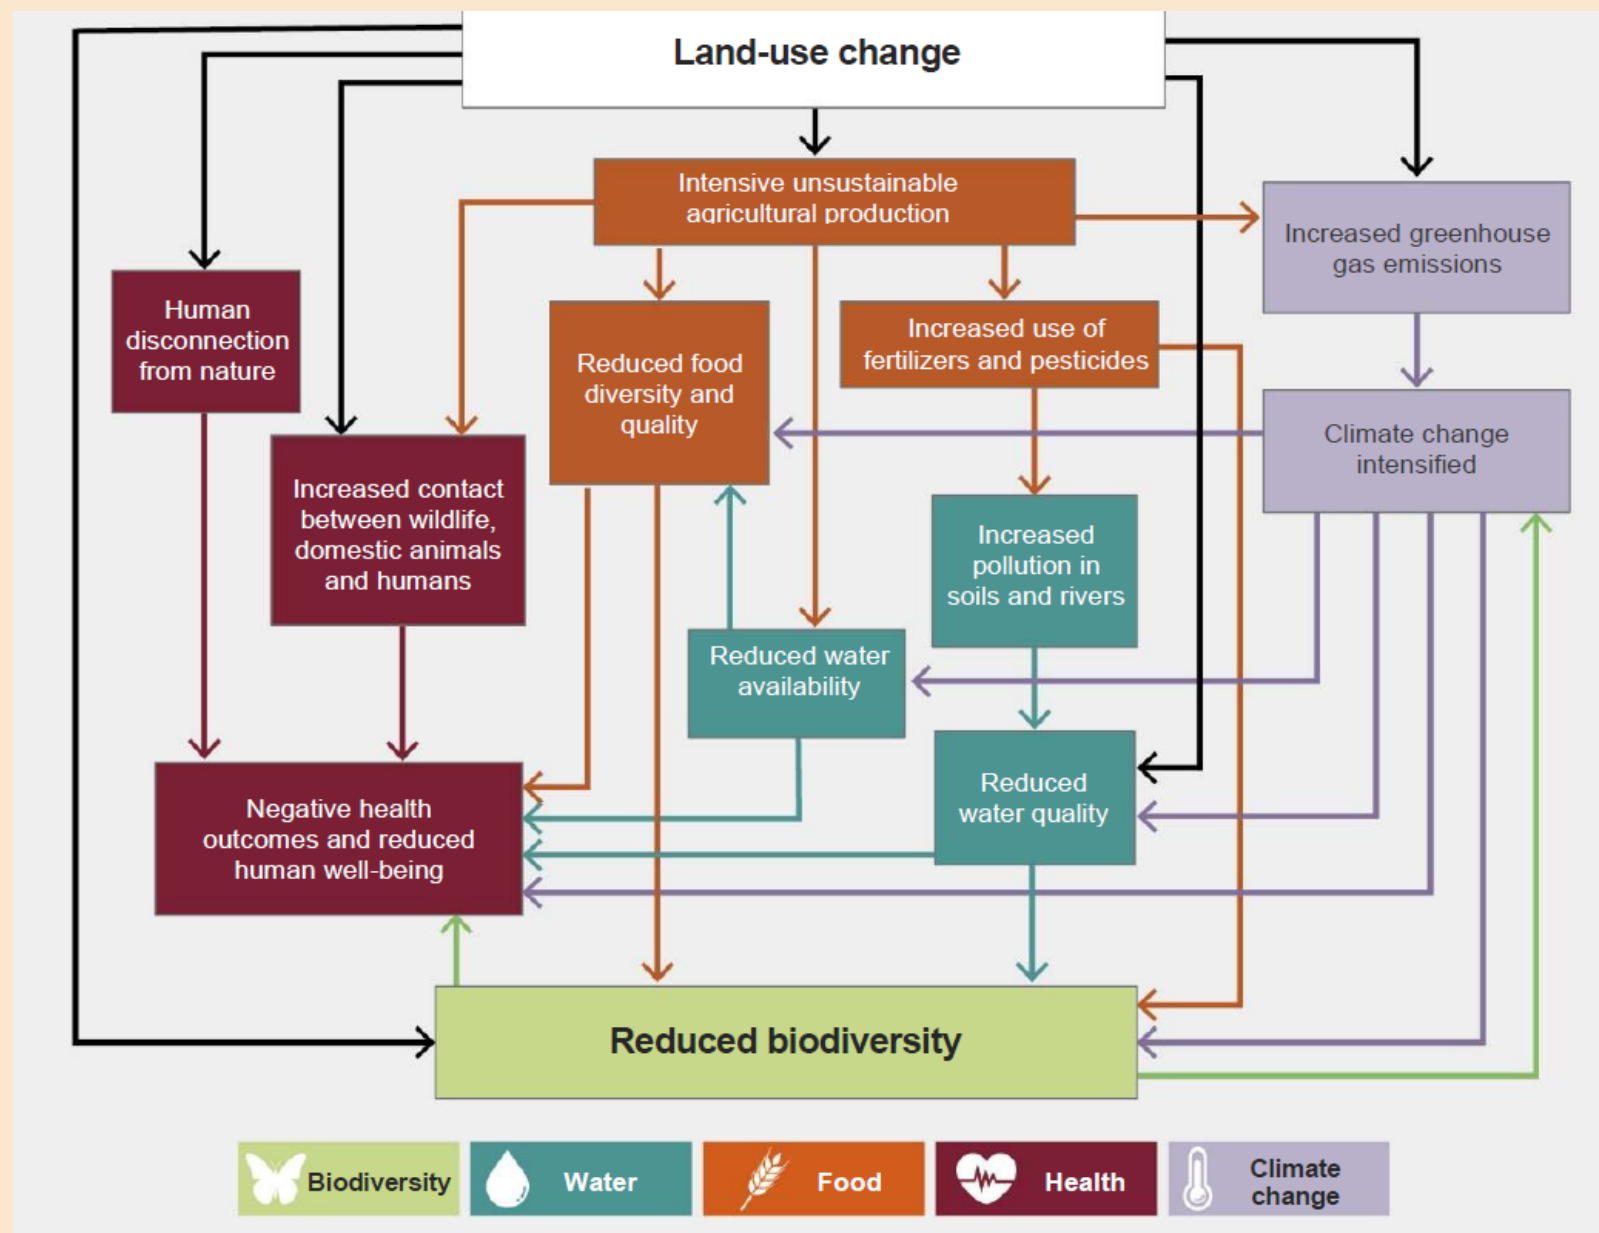 Land-use change
Intensive unsustainable
agricultural production
Increased greenhouse
gas emissions
Human
disconnection
from nature
Reduced food
diversity and
quality
Increased use of
fertilizers and pesticides
Climate change
intensified
Increased contact
between wildlife,
domestic animals
and humans
Increased
pollution in
soils and rivers
Reduced water
availability
Reduced
water quality
Negative health
outcomes and reduced
human well-being
Reduced biodiversity
Biodiversity
Water
Food
Health
Climate
change